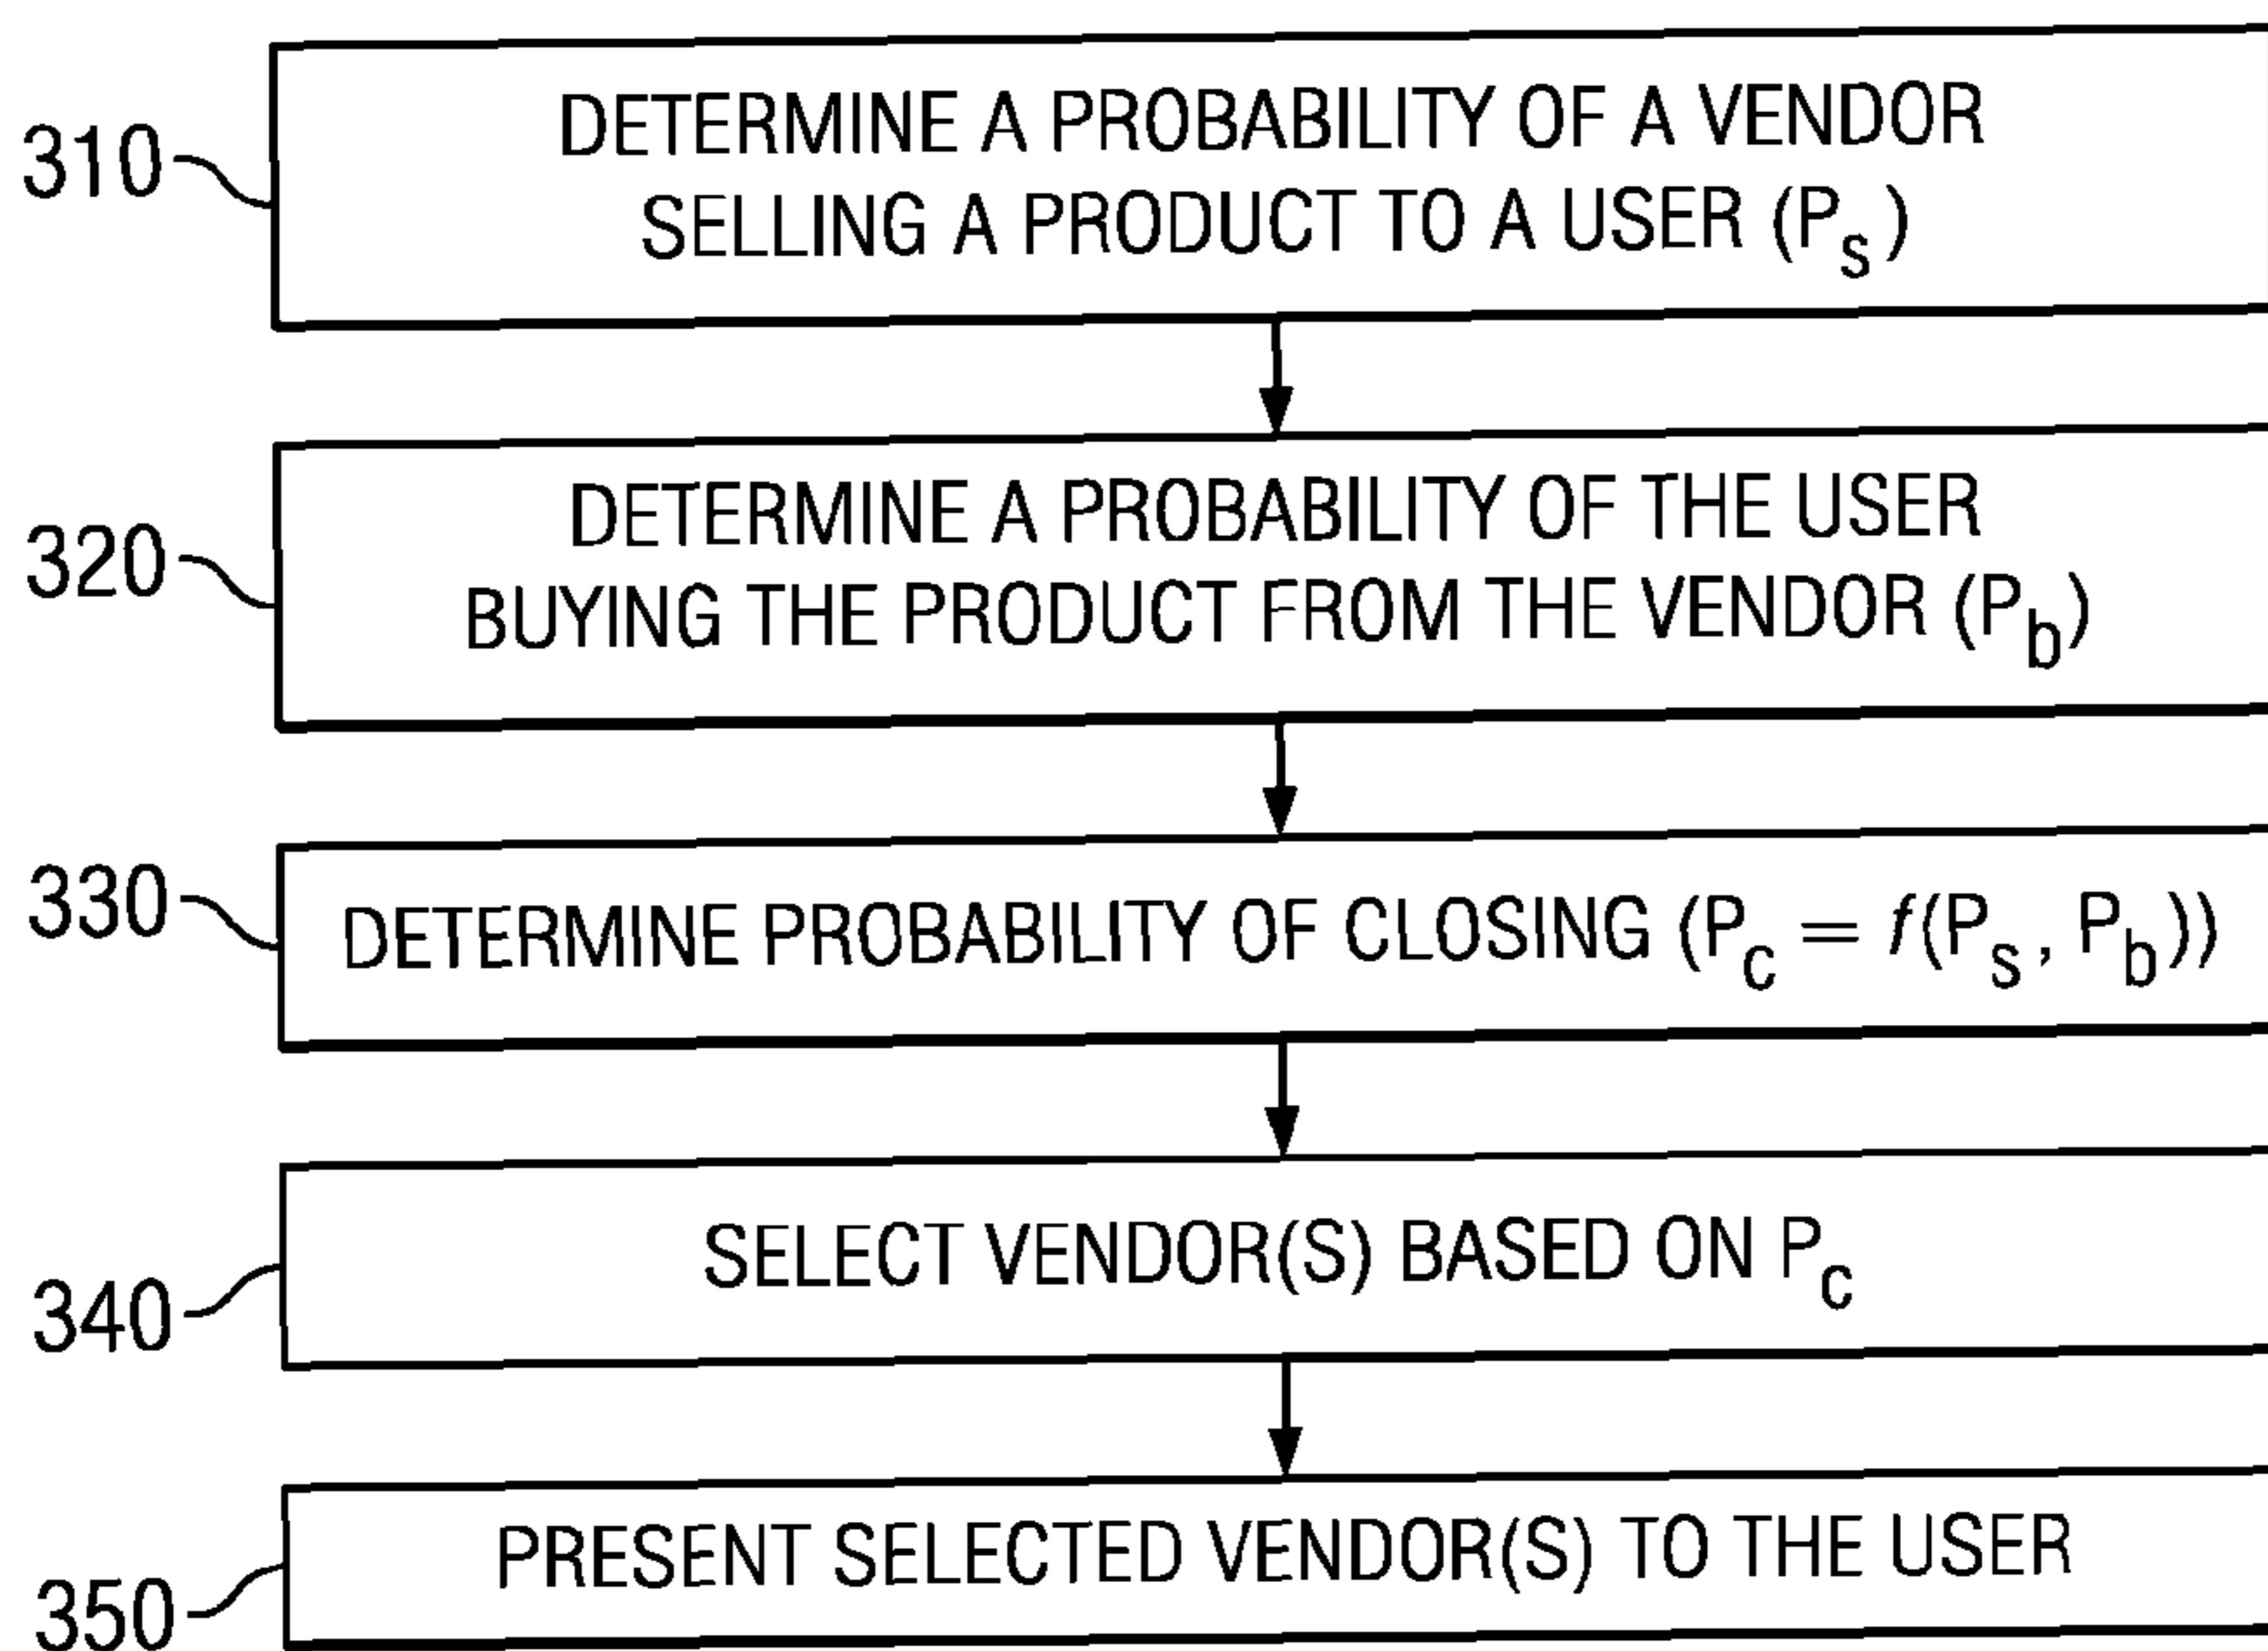 310
DETERMINE A PROBABILITY OF A VENDOR
SELLING A PRODUCT TO A USER (Ps)
320
DETERMINE A PROBABILITY OF THE USER
BUYING THE PRODUCT FROM THE VENDOR (Pb)
330
DETERMINE PROBABILITY OF CLOSING (Pc = f(Ps, Pb))
340
SELECT VENDOR(S) BASED ON Pc
350
PRESENT SELECTED VENDOR(S) TO THE USER